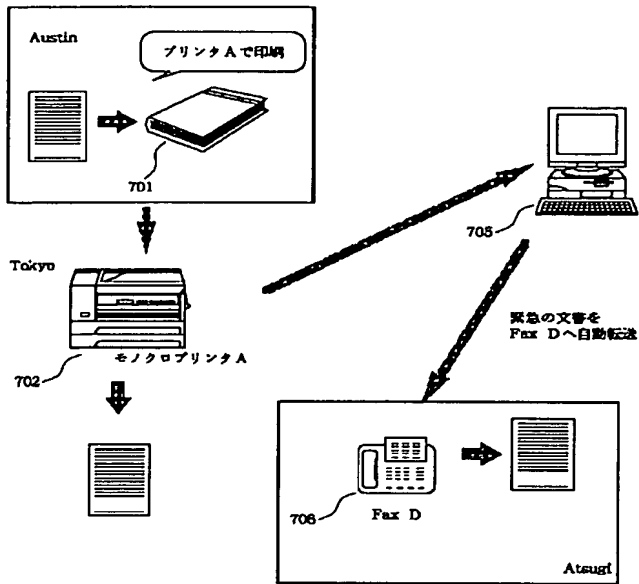 Austin
プリンタAで印刷
701
705
Tokyo
緊急の文書を
Fax Dへ自動転送
モノクロプリンタA
702
706
Fax D
Atsugi